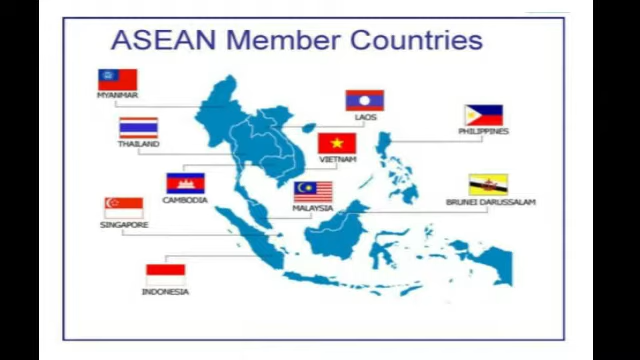 ASEAN Member Countries
MYANMAR
LAOS
PHILIPPINES
THAILAND
VIETNAM
CAMBODIA
MALAYSIA
BRUNEI DARUSSALAM
SINGAPORE
INDONESIA